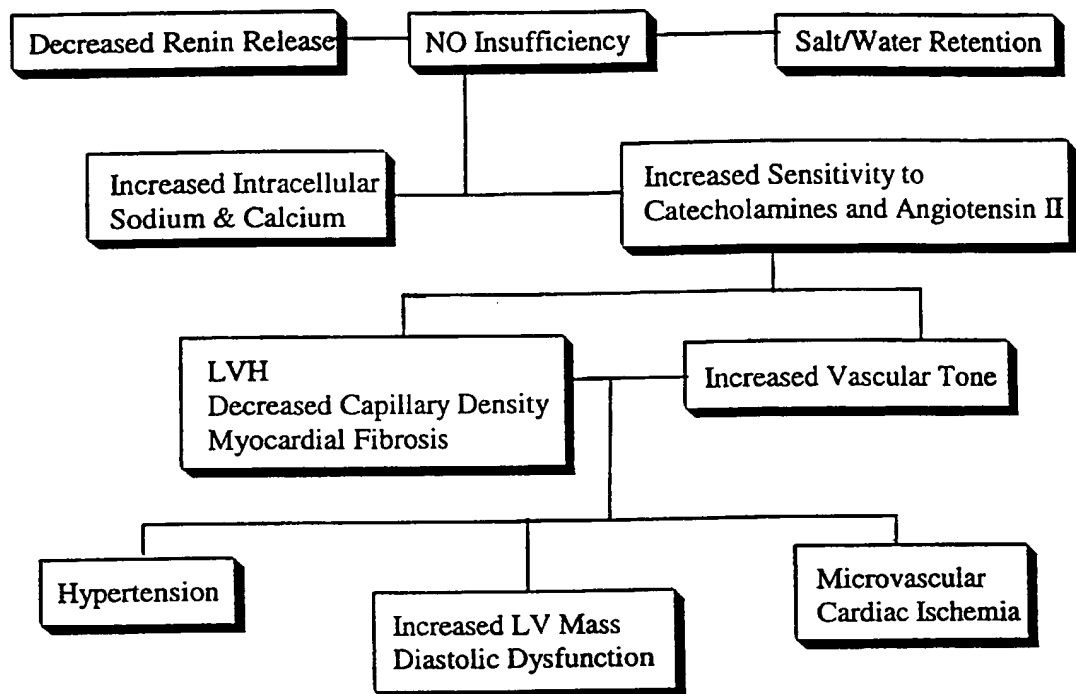 Decreased Renin Release
NO Insufficiency
Salt/Water Retention
Increased Intracellular
Sodium & Calcium
Increased Sensitivity to
Catecholamines and Angiotensin II
LVH
Decreased Capillary Density
Myocardial Fibrosis
Increased Vascular Tone
Hypertension
Increased LV Mass
Diastolic Dysfunction
Microvascular
Cardiac Ischemia